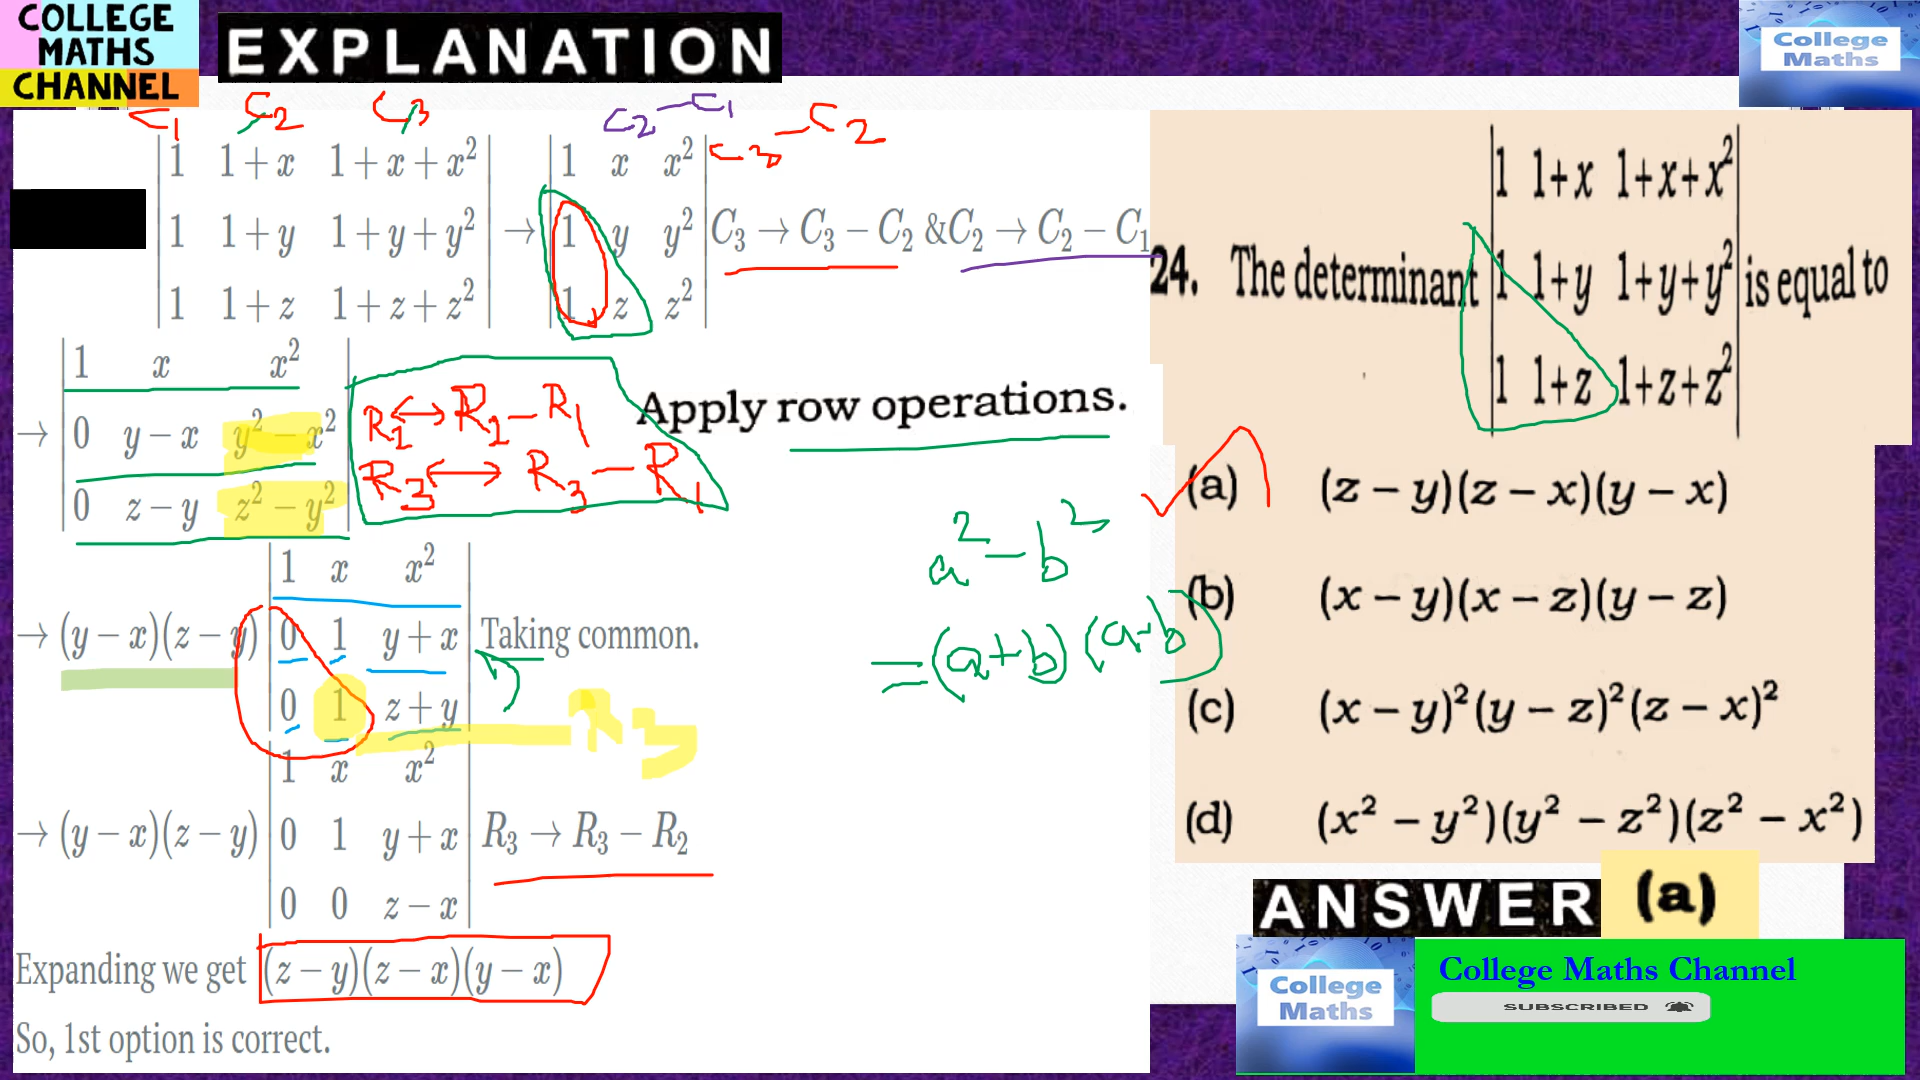 COLLEGE
MATHS
CHANNEL
EXPLANATION
College
Maths
C1 C2 C3
C2 - C1
C3 - C2
|1 1+x 1+x+x²| → |1 x x²|
|1 1+y 1+y+y²| → |1 y y²| C₃ → C₃ − C₂ &C₂ → C₂ − C₁
|1 1+z 1+z+z²| |1 z z²|
|1 x x²|
→ |0 y−x y²−x²|
|0 z−y z²−y²|
R2 ↔ R2 − R1
R3 ↔ R3 − R1
Apply row operations.
|1 x x²|
→ (y−x)(z−y) |0 1 y+x| Taking common.
|0 1 z+y|
R3
a² − b²
= (a+b) (a-b)
|1 x x²|
→ (y−x)(z−y) |0 1 y+x| R₃ → R₃ − R₂
|0 0 z−x|
Expanding we get (z−y)(z−x)(y−x)
So, 1st option is correct.
|1 1+x 1+x+x²|
24. The determinant |1 1+y 1+y+y²| is equal to
|1 1+z 1+z+z²|
(a) (z − y)(z − x)(y − x)
(b) (x − y)(x − z)(y − z)
(c) (x − y)²(y − z)²(z − x)²
(d) (x² − y²)(y² − z²)(z² − x²)
ANSWER (a)
College
Maths
College Maths Channel
SUBSCRIBED